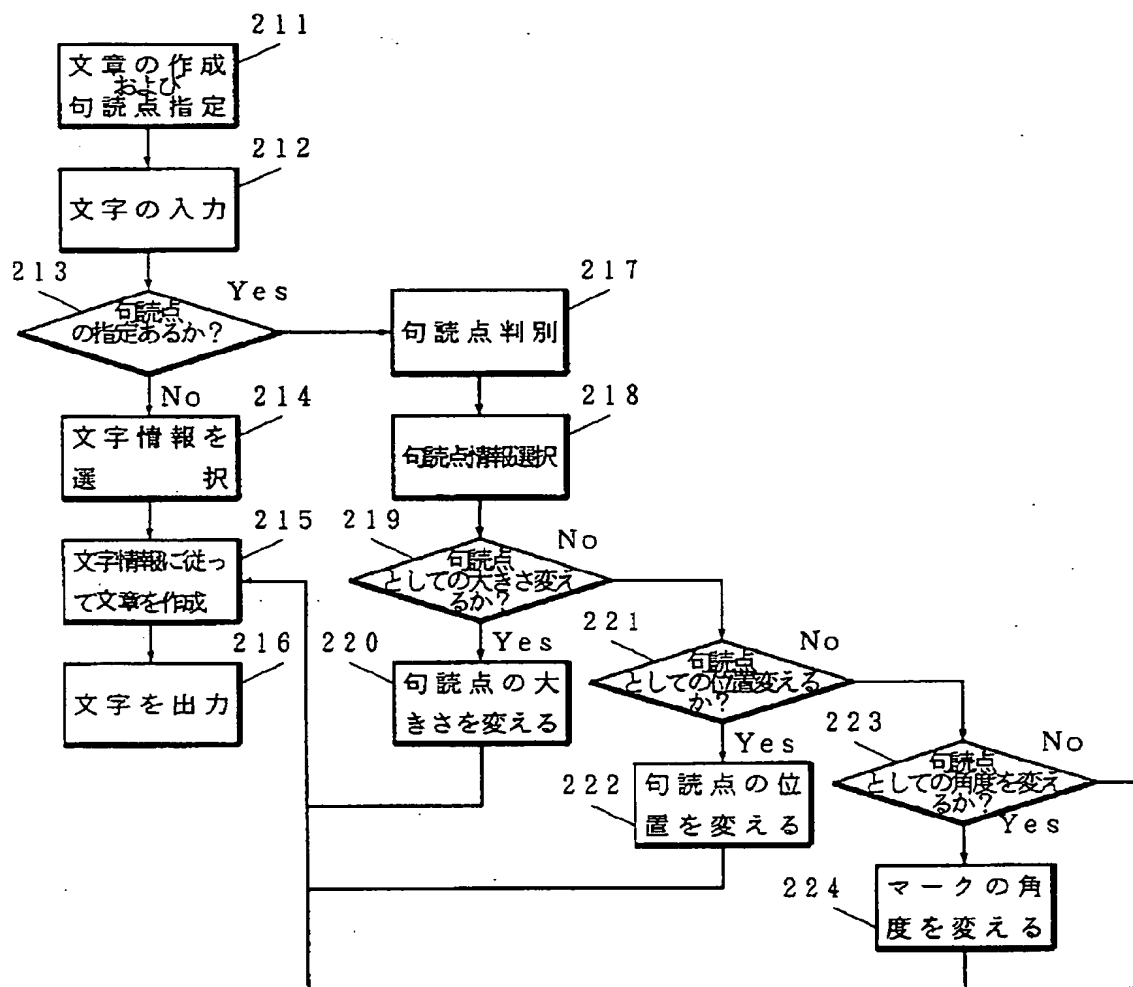 211
文章の作成
および
句読点指定
212
文字の入力
213
句読点
の指定あるか?
Yes
No
214
文字情報を
選択
215
文字情報に従っ
て文章を作成
216
文字を出力
217
句読点判別
218
句読点情報選択
219
句読点
としての大きさ変え
るか?
No
Yes
220
句読点の大
きさを変える
221
句読点
としての位置変える
か?
No
Yes
222
句読点の位
置を変える
223
句読点
としての角度を変え
るか?
No
Yes
224
マークの角
度を変える